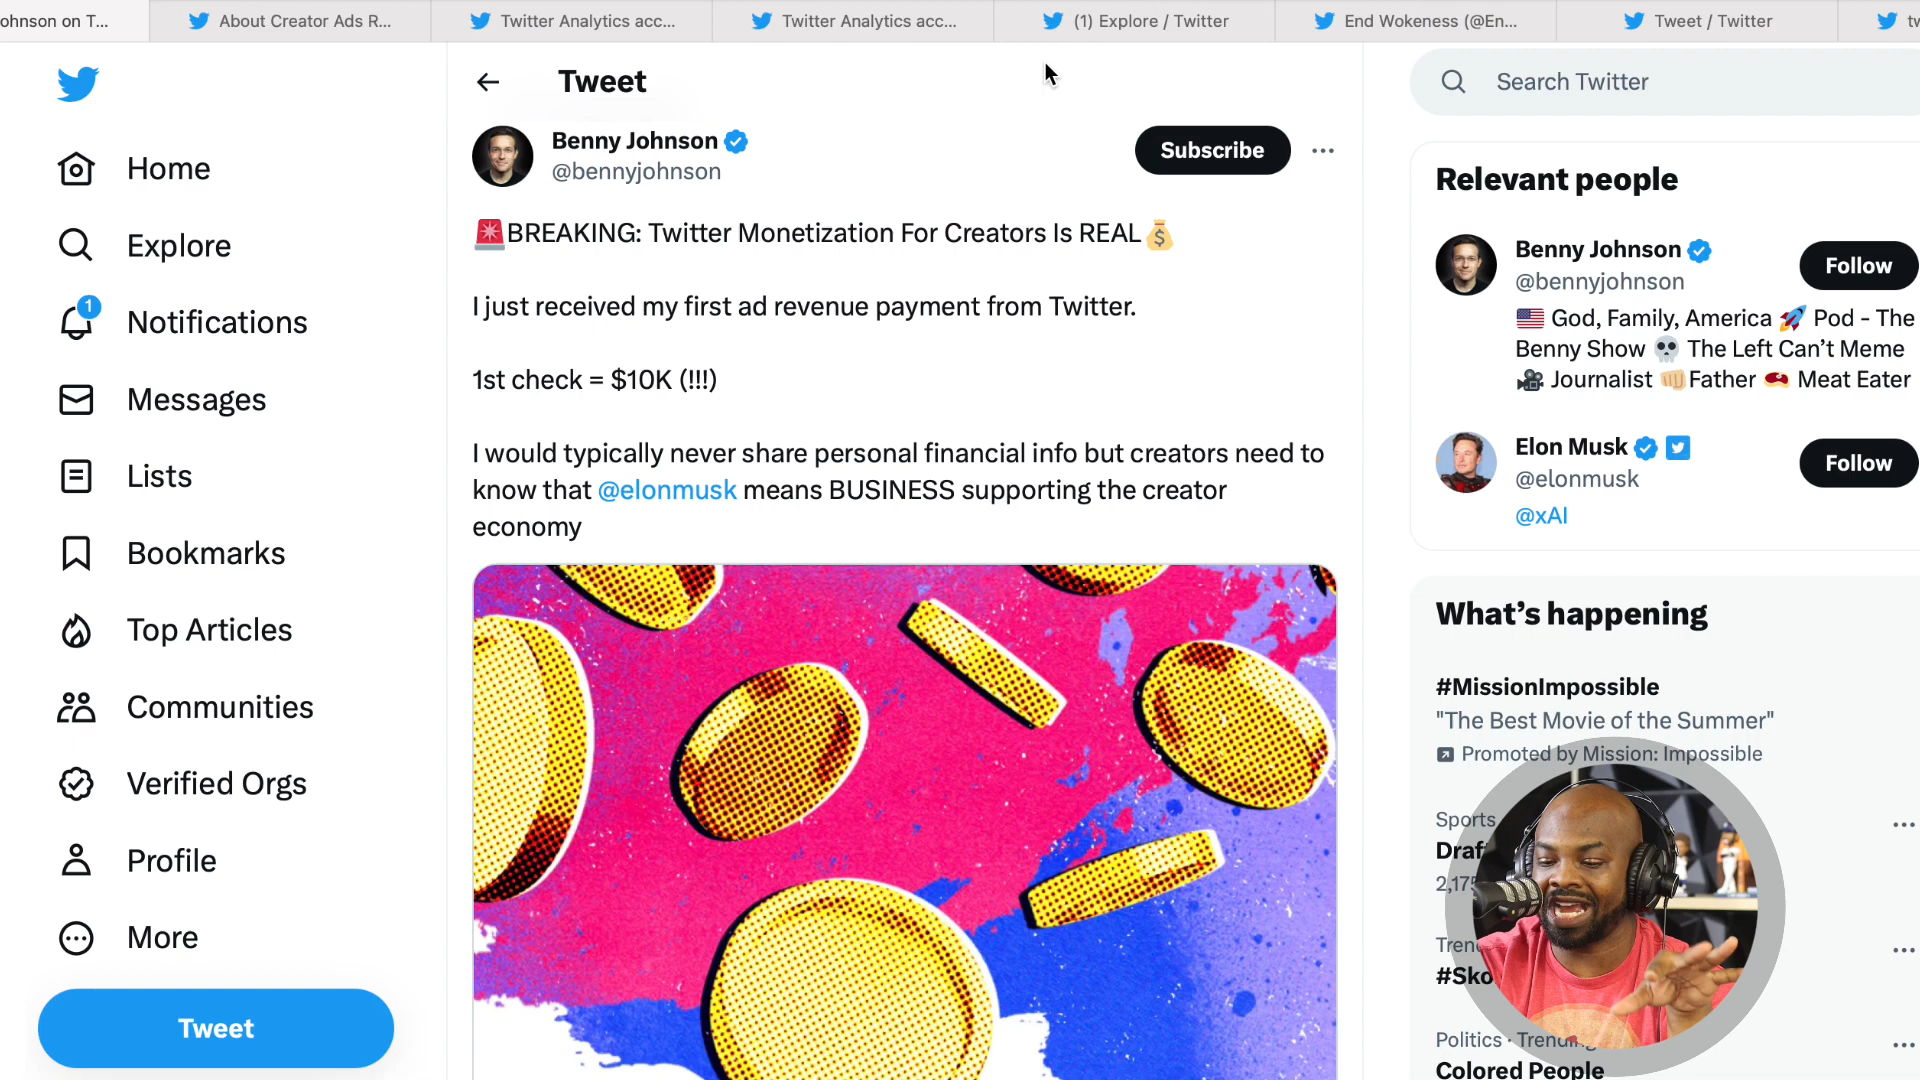 ohnson on T...
About Creator Ads R...
Twitter Analytics acc...
Twitter Analytics acc...
(1) Explore / Twitter
End Wokeness (@En...
Tweet / Twitter
tw
Home
Explore
1
Notifications
Messages
Lists
Bookmarks
Top Articles
Communities
Verified Orgs
Profile
More
Tweet
Tweet
Benny Johnson
@bennyjohnson
Subscribe
🚨BREAKING: Twitter Monetization For Creators Is REAL💰
I just received my first ad revenue payment from Twitter.
1st check = $10K (!!!)
I would typically never share personal financial info but creators need to
know that @elonmusk means BUSINESS supporting the creator
economy
Search Twitter
Relevant people
Benny Johnson
@bennyjohnson
Follow
🇺🇸 God, Family, America 🚀 Pod - The
Benny Show 💀 The Left Can’t Meme
🎥 Journalist 👊🏼Father 🥩 Meat Eater
Elon Musk
@elonmusk
Follow
@xAI
What’s happening
#MissionImpossible
"The Best Movie of the Summer"
Promoted by Mission: Impossible
Sports
Draf
2,175
Tren
#Sko
Politics · Trending
Colored People